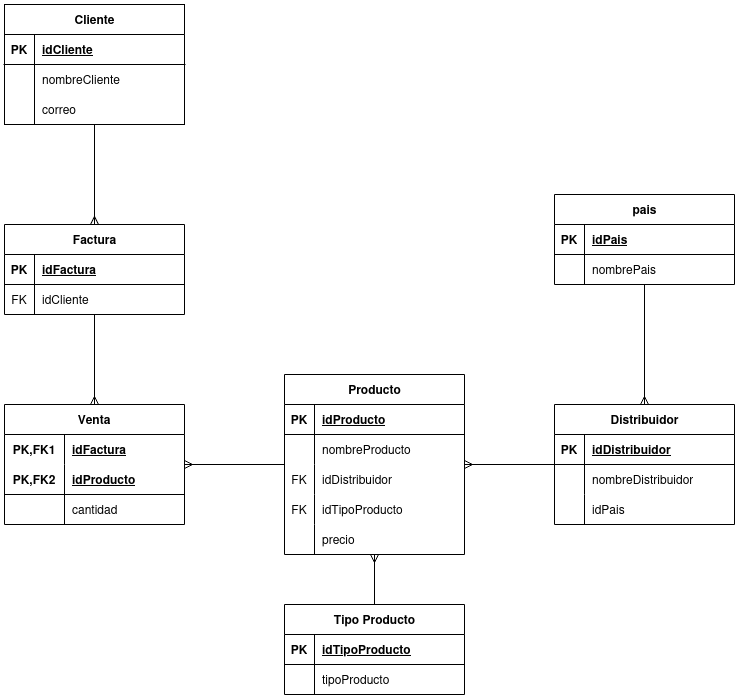 Cliente
PK idCliente
nombreCliente
correo
Factura
PK idFactura
FK idCliente
Venta
PK,FK1 idFactura
PK,FK2 idProducto
cantidad
Producto
PK idProducto
nombreProducto
FK idDistribuidor
FK idTipoProducto
precio
Tipo Producto
PK idTipoProducto
tipoProducto
pais
PK idPais
nombrePais
Distribuidor
PK idDistribuidor
nombreDistribuidor
idPais